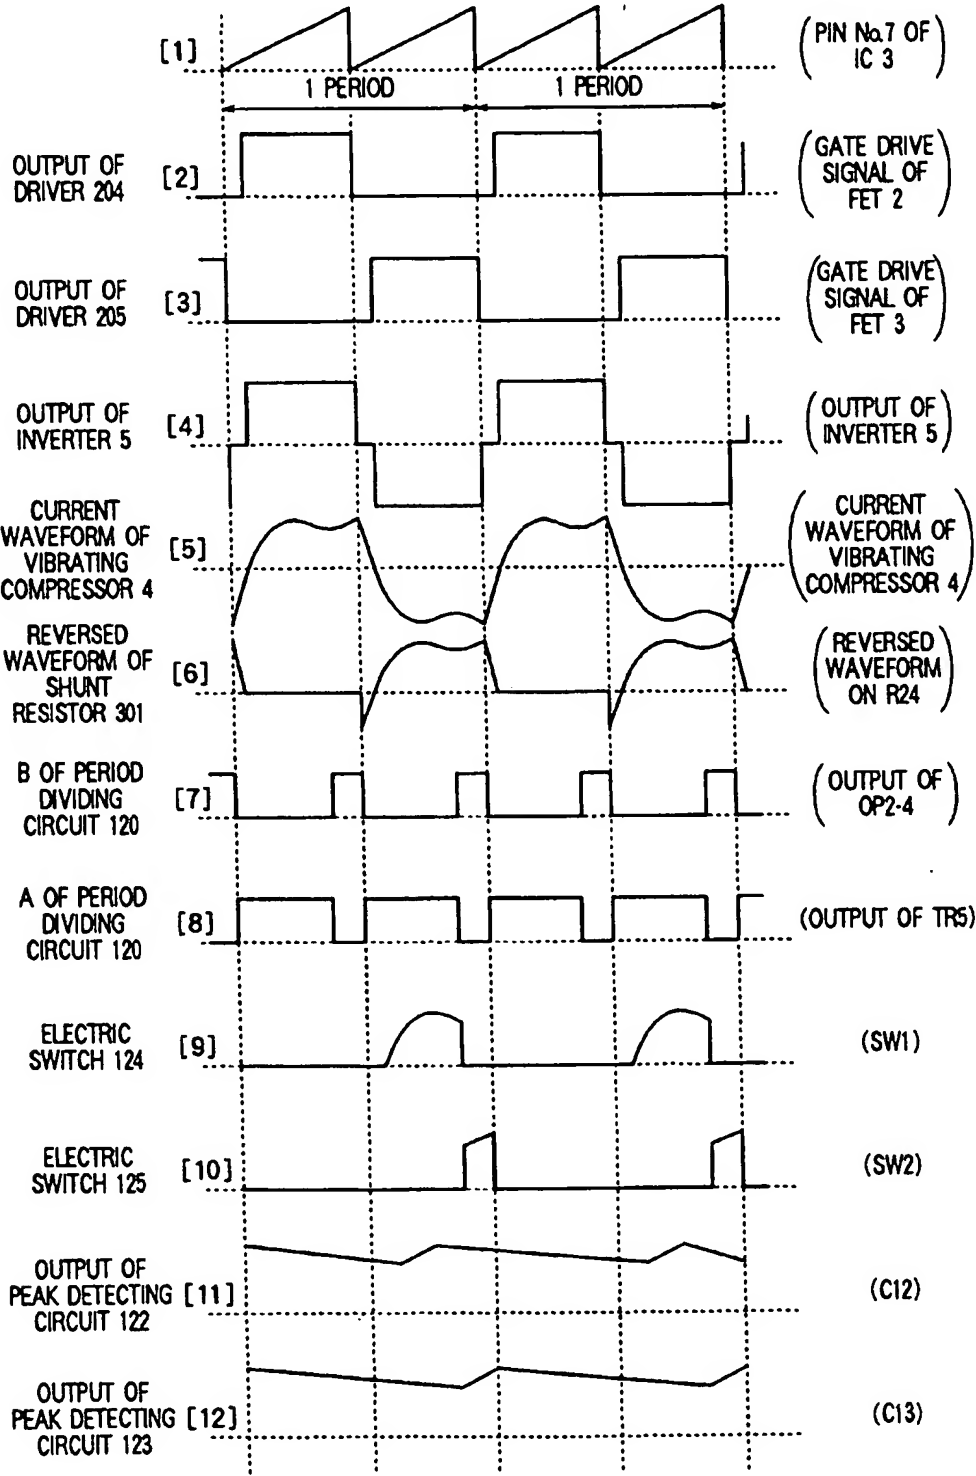 [1]
(PIN No.7 OF
IC 3)
1 PERIOD
1 PERIOD
OUTPUT OF
DRIVER 204
[2]
(GATE DRIVE
SIGNAL OF
FET 2)
OUTPUT OF
DRIVER 205
[3]
(GATE DRIVE
SIGNAL OF
FET 3)
OUTPUT OF
INVERTER 5
[4]
(OUTPUT OF
INVERTER 5)
CURRENT
WAVEFORM OF
VIBRATING
COMPRESSOR 4
[5]
(CURRENT
WAVEFORM OF
VIBRATING
COMPRESSOR 4)
REVERSED
WAVEFORM OF
SHUNT
RESISTOR 301
[6]
(REVERSED
WAVEFORM
ON R24)
B OF PERIOD
DIVIDING
CIRCUIT 120
[7]
(OUTPUT OF
OP2-4)
A OF PERIOD
DIVIDING
CIRCUIT 120
[8]
(OUTPUT OF TR5)
ELECTRIC
SWITCH 124
[9]
(SW1)
ELECTRIC
SWITCH 125
[10]
(SW2)
OUTPUT OF
PEAK DETECTING
CIRCUIT 122
[11]
(C12)
OUTPUT OF
PEAK DETECTING
CIRCUIT 123
[12]
(C13)